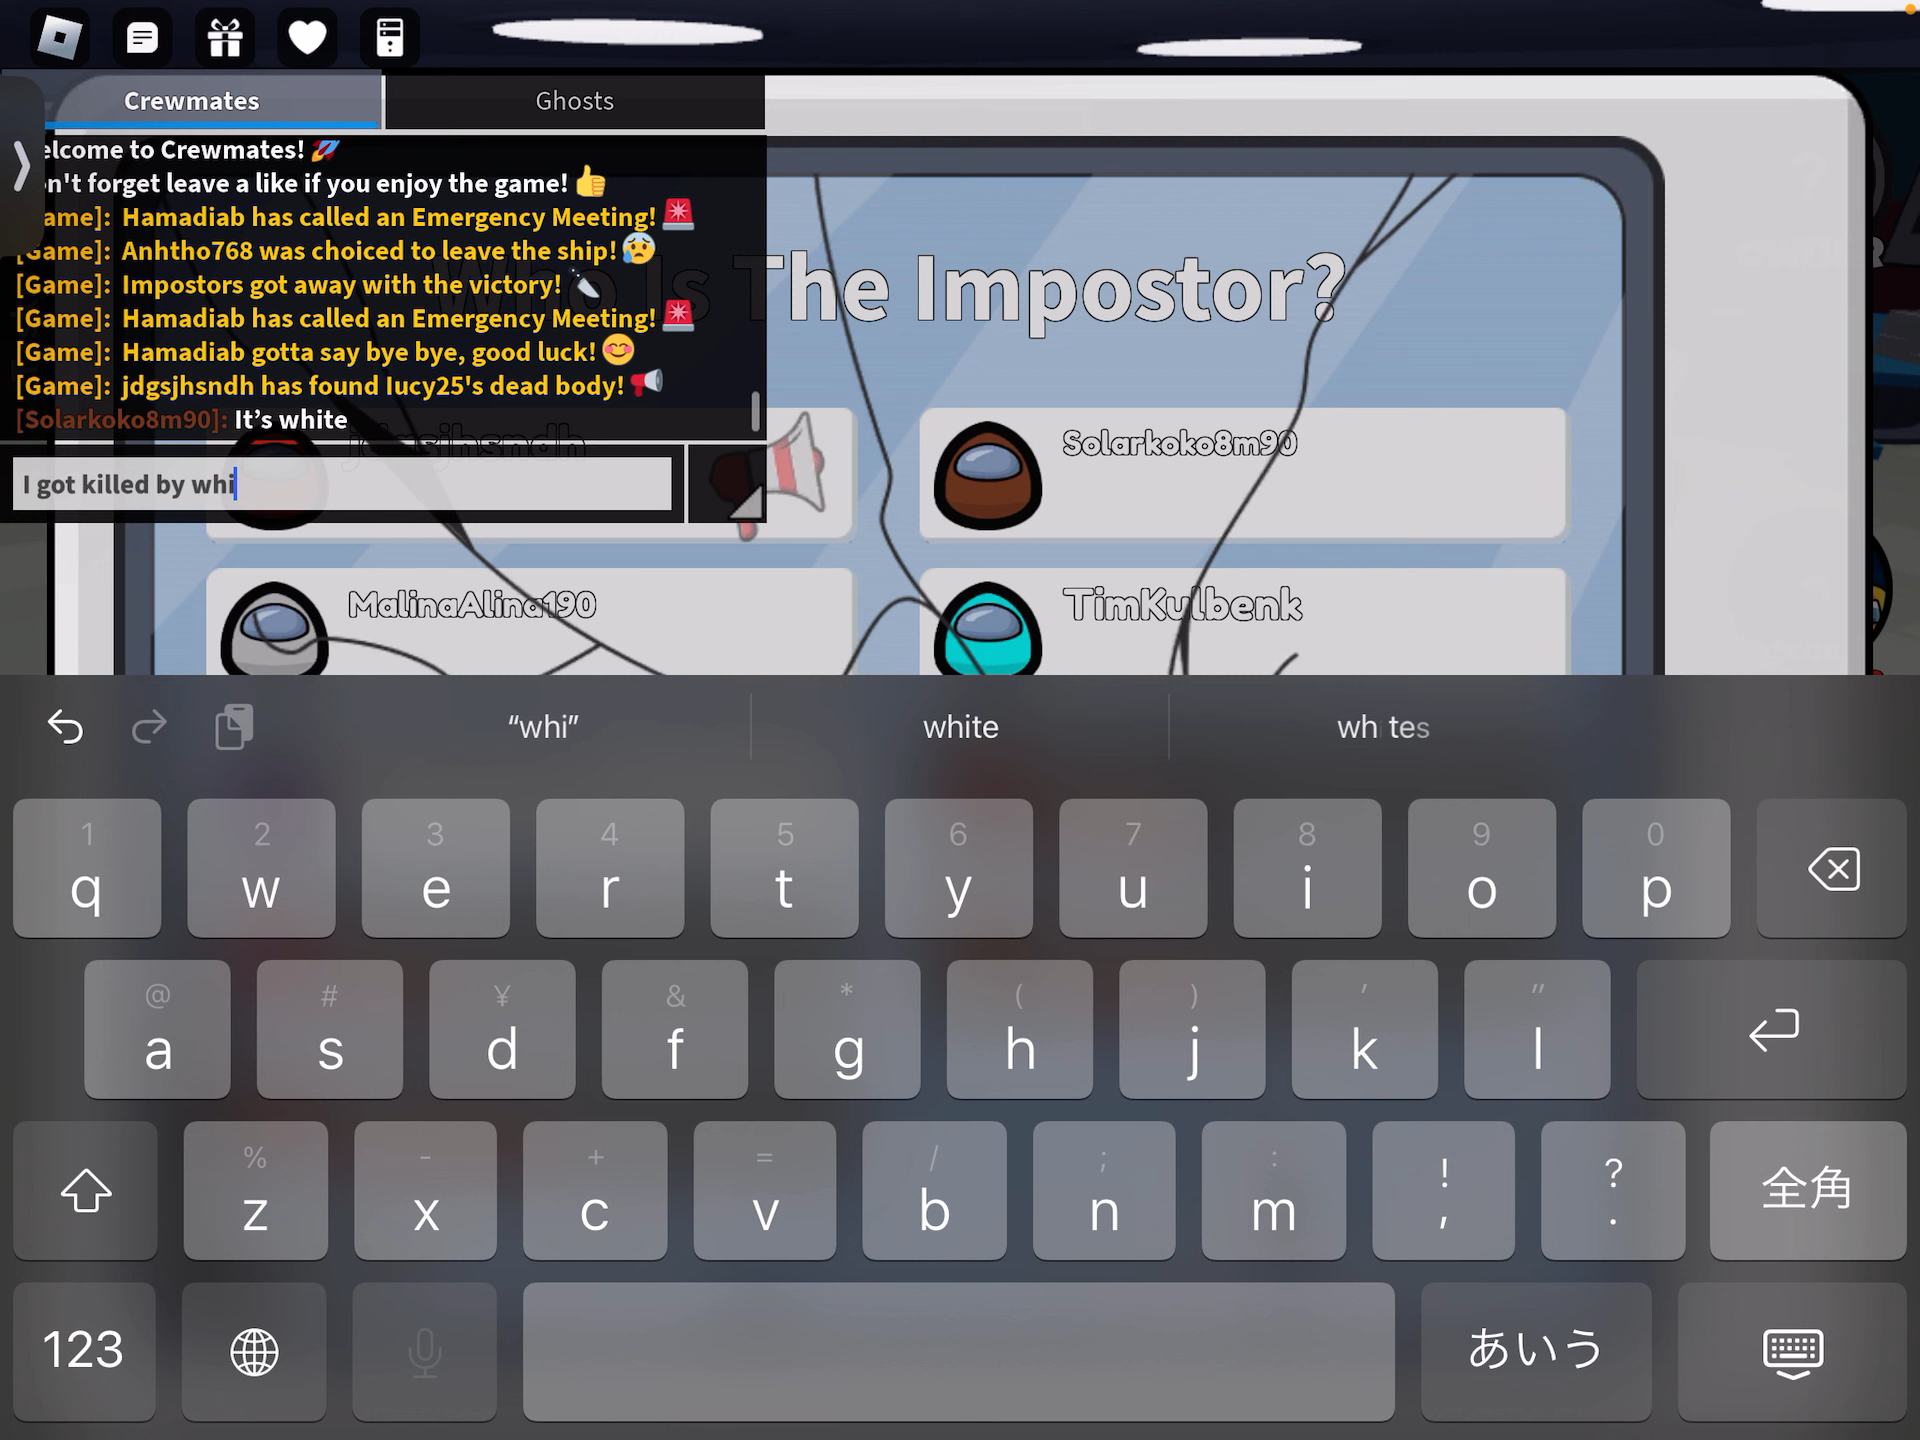 Crewmates
Ghosts
elcome to Crewmates! 🚀
n't forget leave a like if you enjoy the game! 👍
ame]: Hamadiab has called an Emergency Meeting! 🚨
[Game]: Anhtho768 was choiced to leave the ship! 😰
[Game]: Impostors got away with the victory! 🔪
[Game]: Hamadiab has called an Emergency Meeting! 🚨
[Game]: Hamadiab gotta say bye bye, good luck! 😊
[Game]: jdgsjhsndh has found Iucy25's dead body! 📢
[Solarkoko8m90]: It’s white
I got killed by whi
Who Is The Impostor?
jdgsjhsndh
Solarkoko8m90
MalinaAlina190
TimKulbenk
“whi” white wh tes
1 2 3 4 5 6 7 8 9 0
q w e r t y u i o p
@ # ¥ & * ( ) ' "
a s d f g h j k l
% - + = / ; : ! ?
z x c v b n m , . 全角
123 あいう